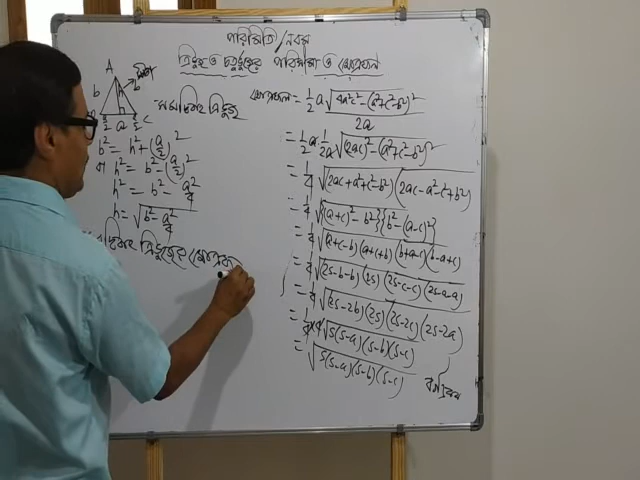 পরিমিতি/নবম
ত্রিভুজ ও চতুর্ভুজের পরিসীমা ও ক্ষেত্রফল
A
b
h
b
a/2 a a/2 C
সমদ্বিবাহু ত্রিভুজ
b² = h² + (a/2)²
বা h² = b² - (a/2)²
h² = b² - a²/4
h = √(b² - a²/4)
দ্বিবাহু ত্রিভুজের ক্ষেত্রফল
ক্ষেত্রফল = 1/2 a √(4a²c² - (a²+c²-b²)²) / 2a
= 1/2 a · 1/2a √((2ac)² - (a²+c²-b²)²)
= 1/4 √((2ac+a²+c²-b²)(2ac-a²-c²+b²))
= 1/4 √({(a+c)² - b²}{b² - (a-c)²})
= 1/4 √((a+c-b)(a+c+b)(b+a-c)(b-a+c))
= 1/4 √((2s-b-b)(2s)(2s-c-c)(2s-a-a))
= 1/4 √((2s-2b)(2s)(2s-2c)(2s-2a))
= 1/4 × 4 √(s(s-a)(s-b)(s-c))
= √(s(s-a)(s-b)(s-c))